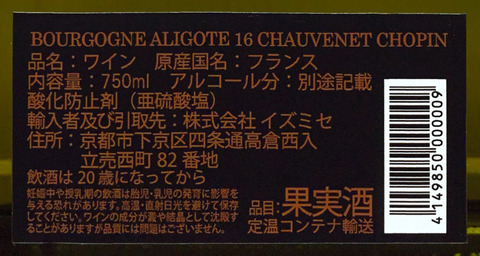 BOURGOGNE ALIGOTE 16 CHAUVENET CHOPIN
品名：ワイン　原産国名：フランス
内容量：750ml　アルコール分：別途記載
酸化防止剤（亜硫酸塩）
輸入者及び引取先：株式会社 イズミセ
住所：京都市下京区四条通高倉西入
立売西町 82 番地
飲酒は 20 歳になってから
妊娠中や授乳期の飲酒は胎児・乳児の発育に影響を
与える恐れがあります。高温・直射日光を避けて保存
してください。ワインの成分が澱や結晶として沈殿す
ることがありますが品質には問題はございません。
品目：果実酒
定温コンテナ輸送
4 149850 000009